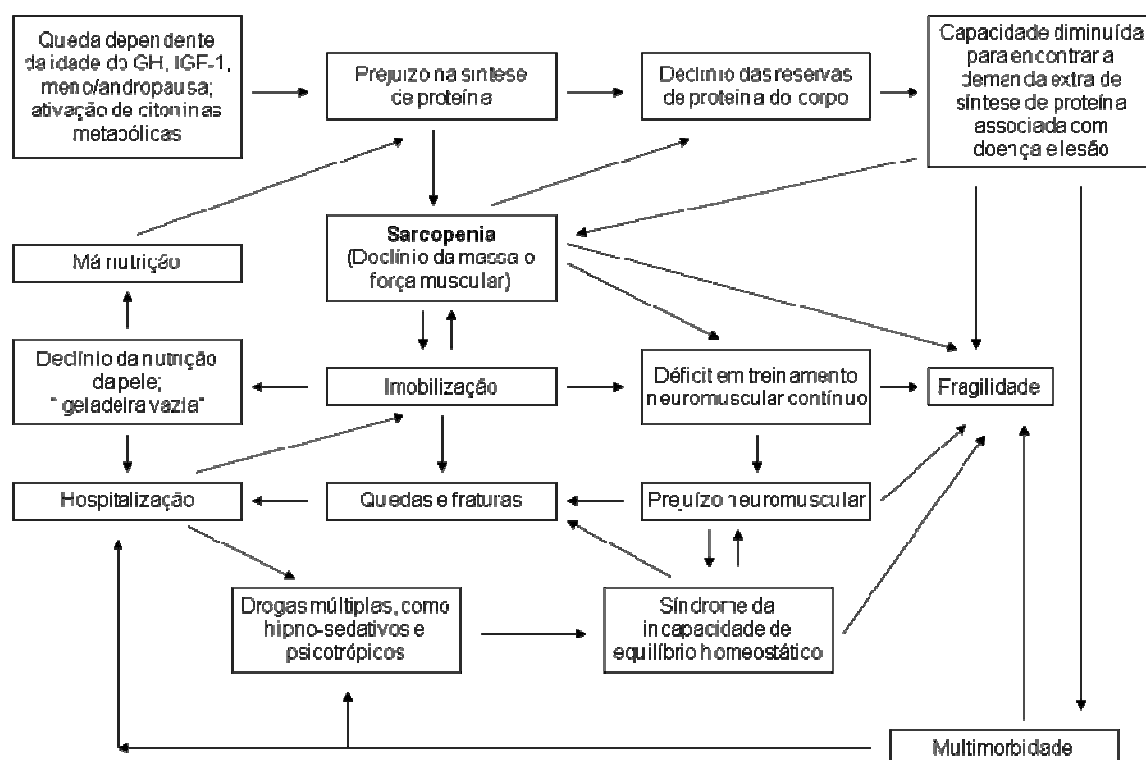 Queda dependente
da idade do GH, IGF-1,
meno/andropausa;
ativação de citoninas
metabólicas
Prejuízo na síntese
de proteína
Declínio das reservas
de proteína do corpo
Capacidade diminuída
para encontrar a
demanda extra de
síntese de proteína
associada com
doença e lesão
Sarcopenia
(Doclínio da massa o
força muscular)
Má nutrição
Declínio da nutrição
da pele;
"geladeira vazia"
Imobilização
Déficit em treinamento
neuromuscular contínuo
Fragilidade
Hospitalização
Quedas e fraturas
Prejuízo neuromuscular
Drogas múltiplas, como
hipno-sedativos e
psicotrópicos
Síndrome da
incapacidade de
equilíbrio homeostático
Multimorbidade